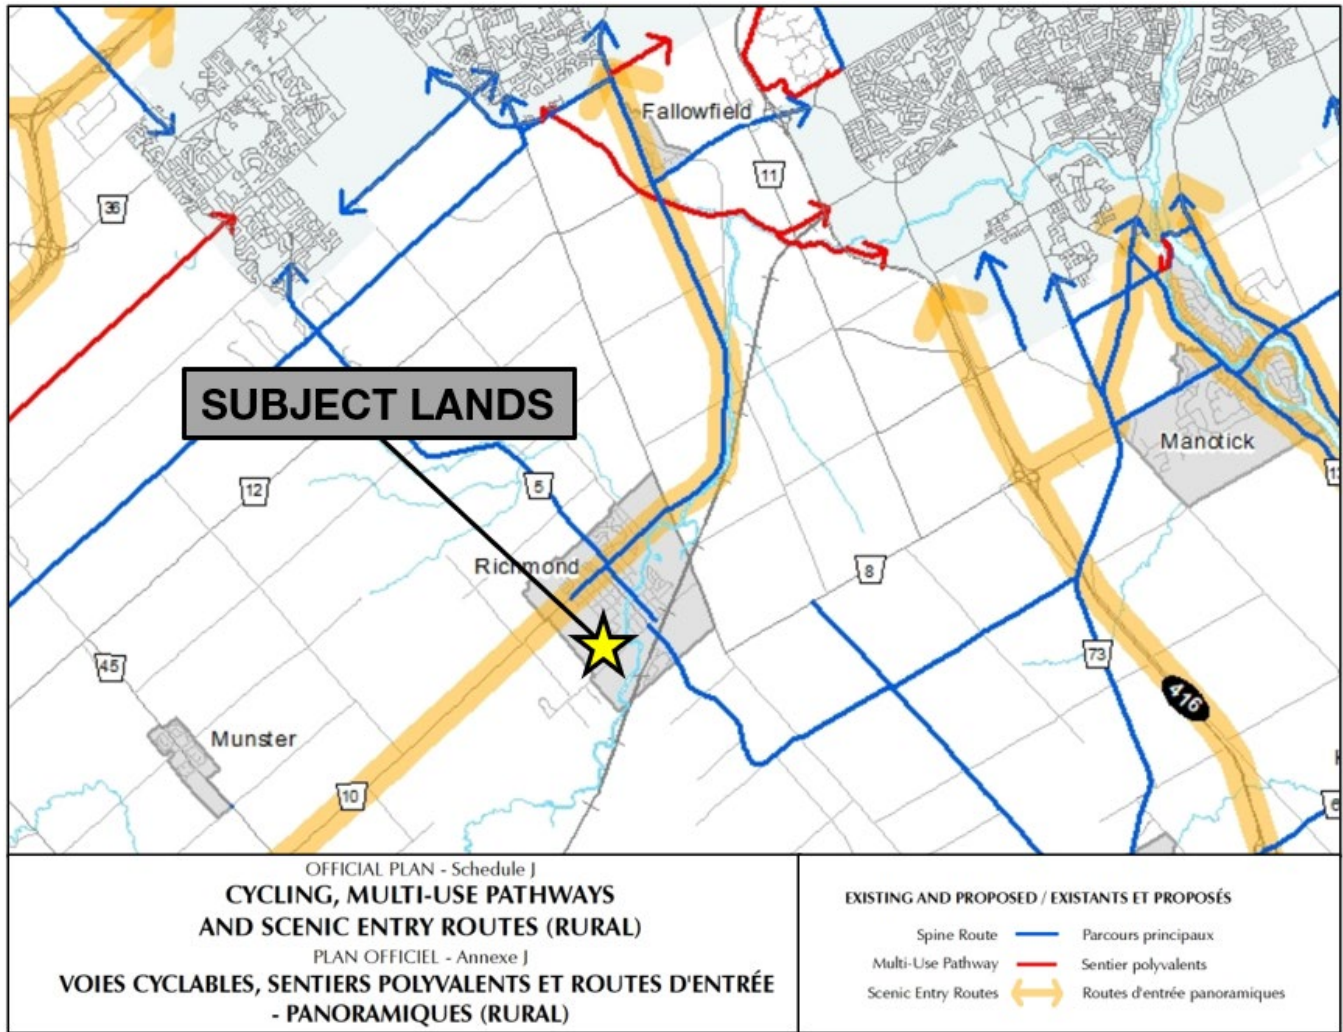 Fallowfield
11
36
SUBJECT LANDS
Manotick
12
5
Richmond
8
45
73
416
Munster
10
OFFICIAL PLAN - Schedule J
CYCLING, MULTI-USE PATHWAYS
AND SCENIC ENTRY ROUTES (RURAL)
PLAN OFFICIEL - Annexe J
VOIES CYCLABLES, SENTIERS POLYVALENTS ET ROUTES D'ENTRÉE
- PANORAMIQUES (RURAL)
EXISTING AND PROPOSED / EXISTANTS ET PROPOSÉS
Spine Route Parcours principaux
Multi-Use Pathway Sentier polyvalents
Scenic Entry Routes Routes d'entrée panoramiques